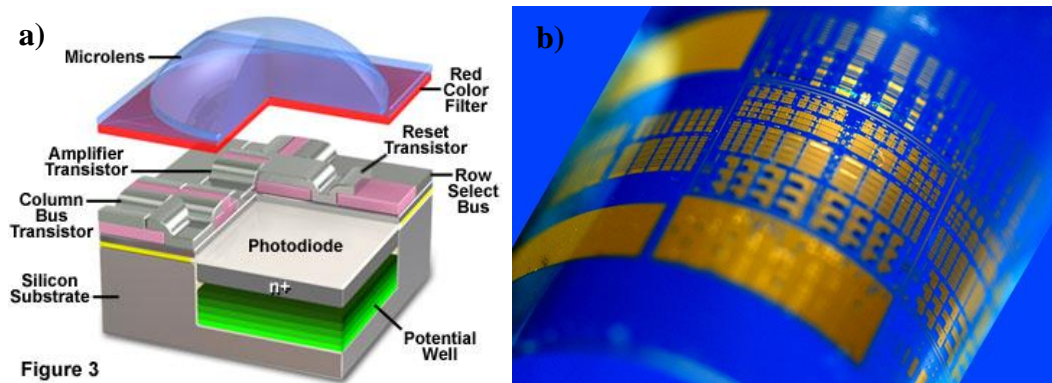 a)
Microlens
Red
Color
Filter
Amplifier
Transistor
Reset
Transistor
Column
Bus
Transistor
Row
Select
Bus
Photodiode
Silicon
Substrate
n+
Potential
Well
Figure 3
b)